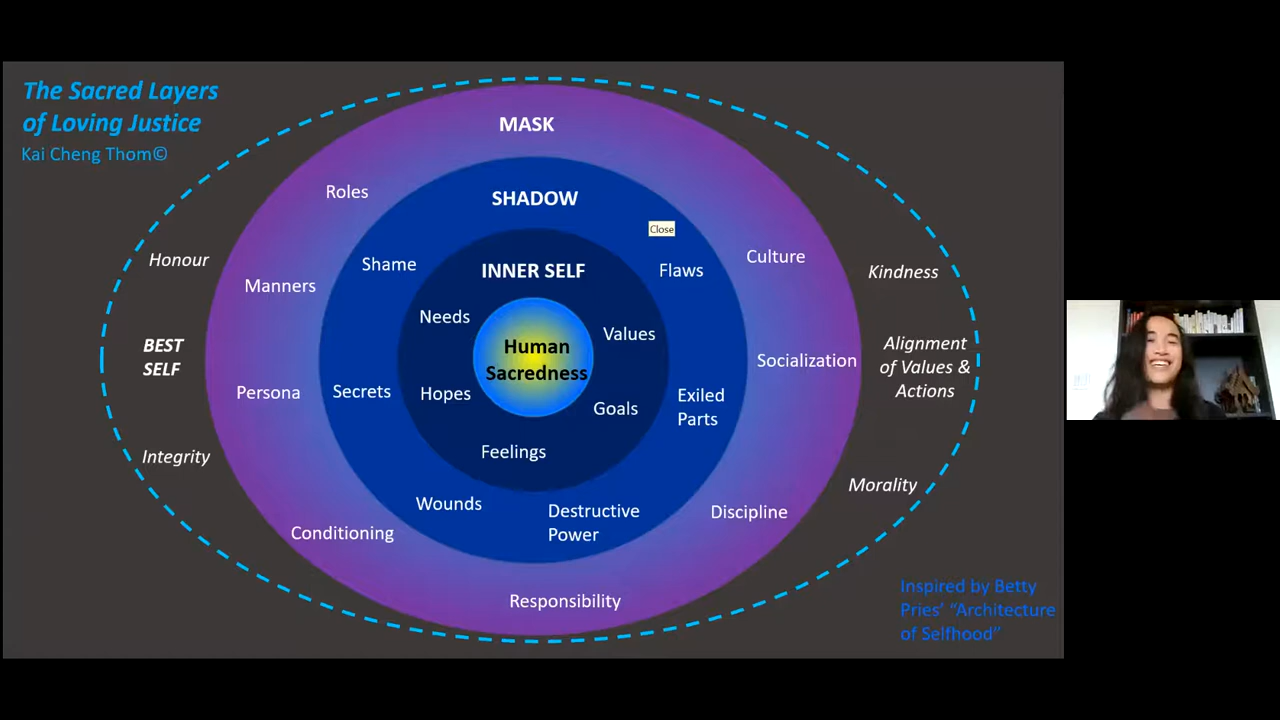 The Sacred Layers
of Loving Justice
Kai Cheng Thom©
MASK
Roles
Manners
Persona
Conditioning
Responsibility
Discipline
Socialization
Culture
SHADOW
Shame
Secrets
Wounds
Destructive
Power
Exiled
Parts
Flaws
Close
INNER SELF
Needs
Hopes
Feelings
Goals
Values
Human
Sacredness
Honour
BEST
SELF
Integrity
Kindness
Alignment
of Values &
Actions
Morality
Inspired by Betty
Pries’ “Architecture
of Selfhood”